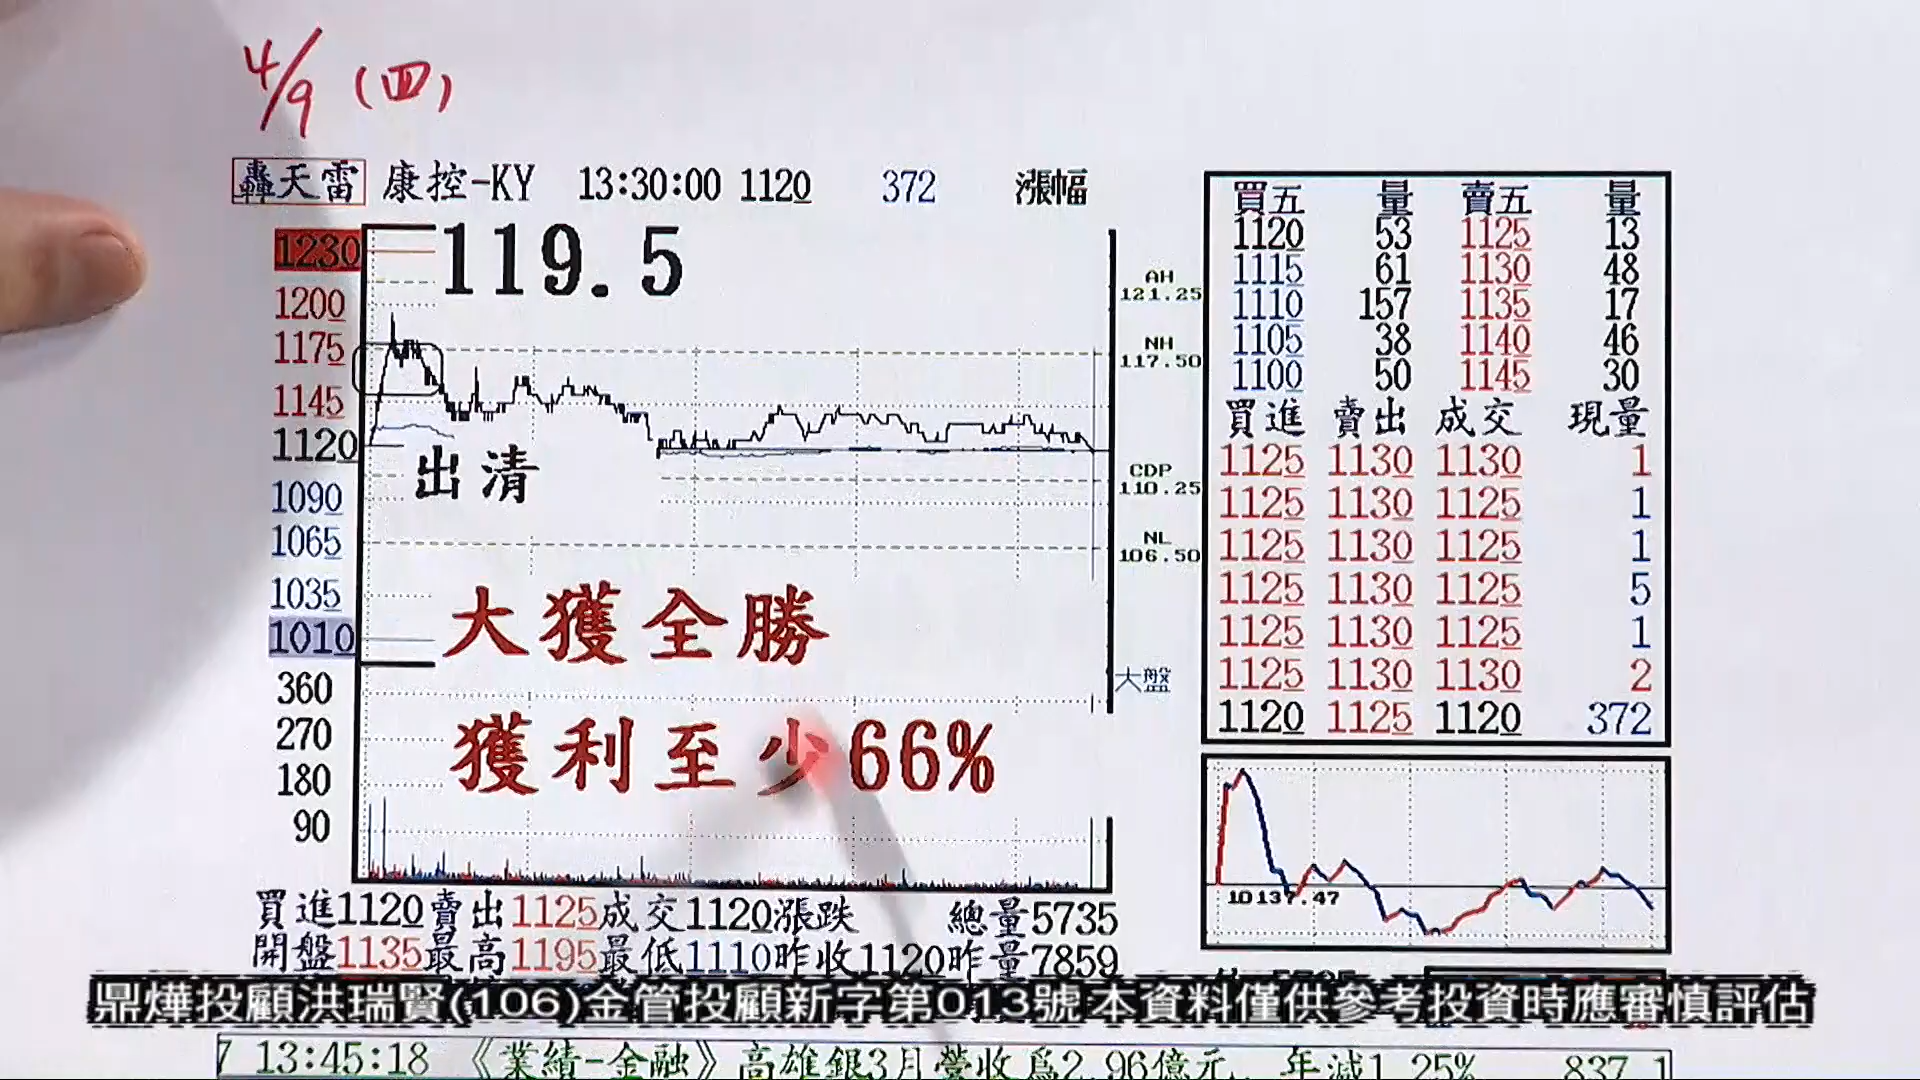 4/9 (四)
轟天雷 康控-KY 13:30:00 1120 372 漲幅
119.5
1230
1200
1175
1145
1120
1090
1065
1035
1010
360
270
180
90
出清
大獲全勝
獲利至少66%
AH
121.25
NH
117.50
CDP
110.25
NL
106.50
大盤
買進1120賣出1125成交1120漲跌 總量5735
開盤1135最高1195最低1110昨收1120昨量7859
買五 量 賣五 量
1120 53 1125 13
1115 61 1130 48
1110 157 1135 17
1105 38 1140 46
1100 50 1145 30
買進 賣出 成交 現量
1125 1130 1130 1
1125 1130 1125 1
1125 1130 1125 1
1125 1130 1125 5
1125 1130 1125 1
1125 1130 1130 2
1120 1125 1120 372
10137.47
鼎燁投顧洪瑞賢(106)金管投顧新字第013號本資料僅供參考投資時應審慎評估
7 13:45:18 《業績-金融》高雄銀3月營收為2.96億元，年減1.25% 837 1